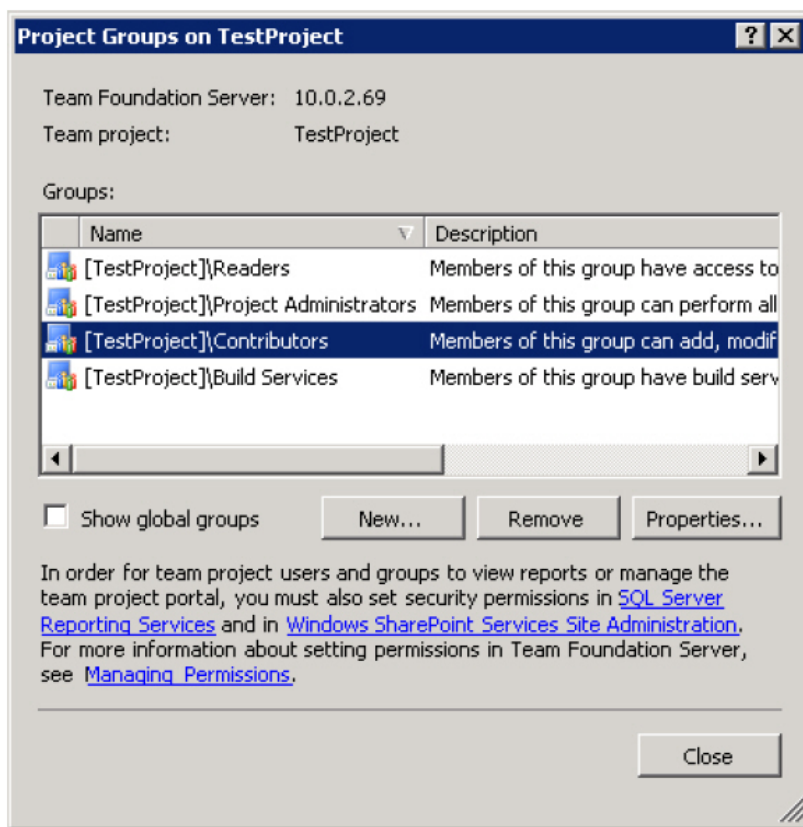 Project Groups on TestProject
Team Foundation Server: 10.0.2.69
Team project: TestProject
Groups:
Name Description
[TestProject]\Readers Members of this group have access to
[TestProject]\Project Administrators Members of this group can perform all
[TestProject]\Contributors Members of this group can add, modif
[TestProject]\Build Services Members of this group have build serv
Show global groups New... Remove Properties...
In order for team project users and groups to view reports or manage the
team project portal, you must also set security permissions in SQL Server
Reporting Services and in Windows SharePoint Services Site Administration.
For more information about setting permissions in Team Foundation Server,
see Managing Permissions.
Close